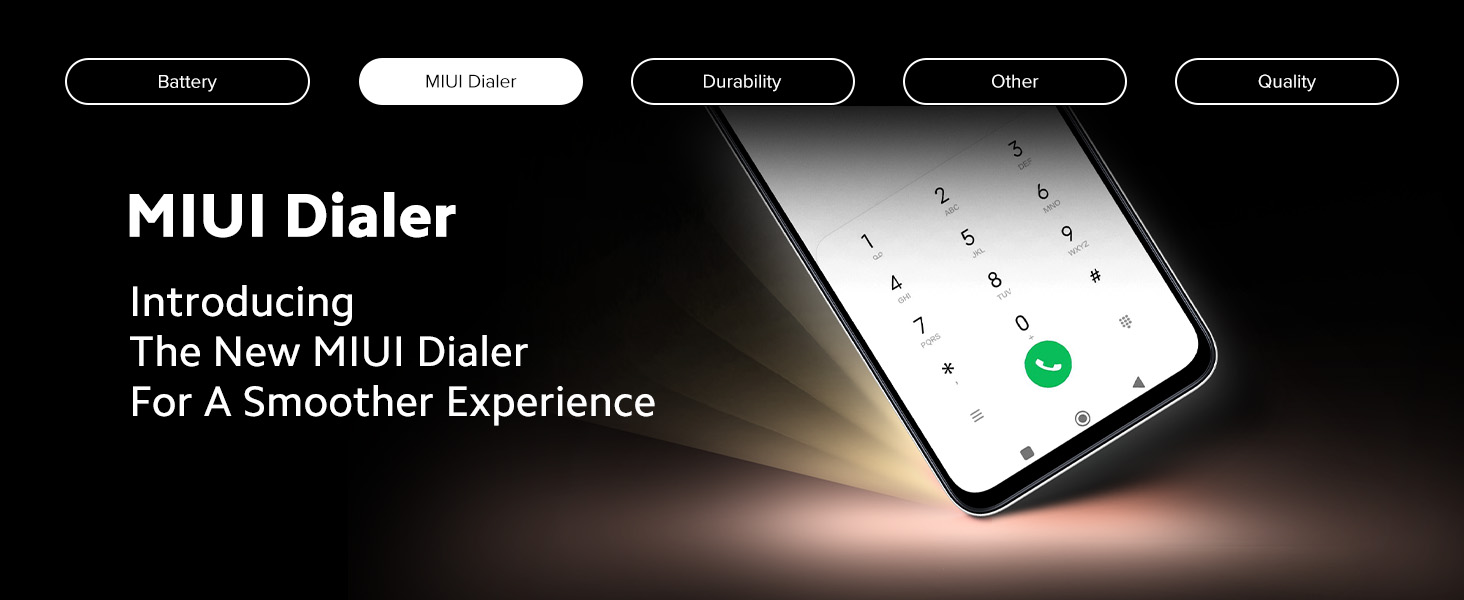 Battery
MIUI Dialer
Durability
Other
Quality
MIUI Dialer
Introducing
The New MIUI Dialer
For A Smoother Experience
1
2
ABC
3
DEF
4
GHI
5
JKL
6
MNO
7
PQRS
8
TUV
9
WXYZ
*
,
0
+
#